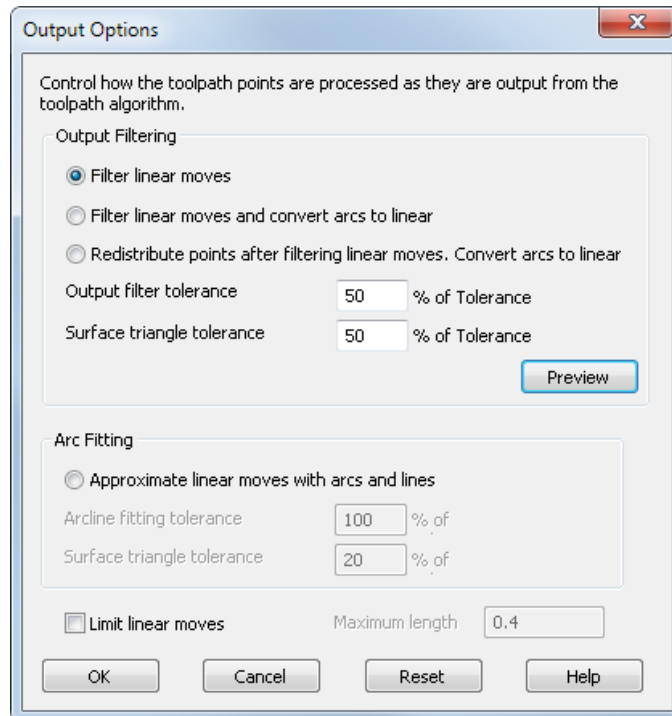 Output Options
Control how the toolpath points are processed as they are output from the
toolpath algorithm.
Output Filtering
Filter linear moves
Filter linear moves and convert arcs to linear
Redistribute points after filtering linear moves. Convert arcs to linear
Output filter tolerance 50 % of Tolerance
Surface triangle tolerance 50 % of Tolerance
Preview
Arc Fitting
Approximate linear moves with arcs and lines
Arcline fitting tolerance 100 % of
Surface triangle tolerance 20 % of
Limit linear moves Maximum length 0.4
OK Cancel Reset Help